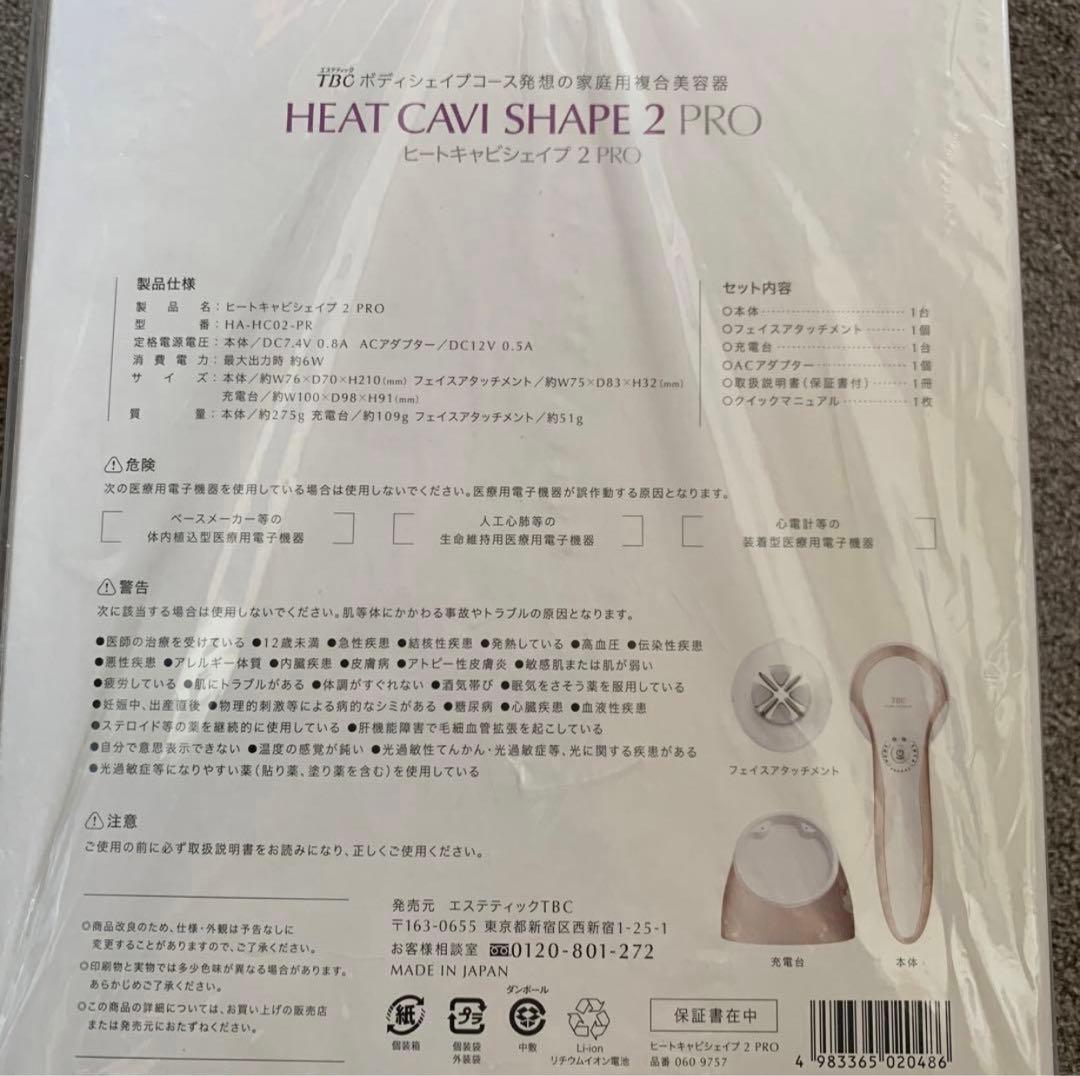 エステティック
TBC ボディシェイプコース発想の家庭用複合美容器
HEAT CAVI SHAPE 2 PRO
ヒートキャビシェイプ 2 PRO
製品仕様
製品名：ヒートキャビシェイプ 2 PRO
型番：HA-HC02-PR
定格電源電圧：本体／DC7.4V 0.8A ACアダプター／DC12V 0.5A
消費電力：最大出力時 約6W
サイズ：本体／約W76×D70×H210(mm) フェイスアタッチメント／約W75×D83×H32(mm)
充電台／約W100×D98×H91(mm)
質量：本体／約275g 充電台／約109g フェイスアタッチメント／約51g
セット内容
○本体………………………1台
○フェイスアタッチメント………1個
○充電台………………………1台
○ACアダプター………………1個
○取扱説明書(保証書付)………1冊
○クイックマニュアル…………1枚
⚠危険
次の医療用電子機器を使用している場合は使用しないでください。医療用電子機器が誤作動する原因となります。
ペースメーカー等の
体内植込型医療用電子機器
人工心肺等の
生命維持用医療用電子機器
心電計等の
装着型医療用電子機器
⚠警告
次に該当する場合は使用しないでください。肌等体にかかわる事故やトラブルの原因となります。
●医師の治療を受けている ●12歳未満 ●急性疾患 ●結核性疾患 ●発熱している ●高血圧 ●伝染性疾患
●悪性疾患 ●アレルギー体質 ●内臓疾患 ●皮膚病 ●アトピー性皮膚炎 ●敏感肌または肌が弱い
●疲労している ●肌にトラブルがある ●体調がすぐれない ●酒気帯び ●眠気をさそう薬を服用している
●妊娠中、出産直後 ●物理的刺激等による病的なシミがある ●糖尿病 ●心臓疾患 ●血液性疾患
●ステロイド等の薬を継続的に使用している ●肝機能障害で毛細血管拡張を起こしている
●自分で意思表示できない ●温度の感覚が鈍い ●光過敏性てんかん・光過敏症等、光に関する疾患がある
●光過敏症等になりやすい薬(貼り薬、塗り薬を含む)を使用している
フェイスアタッチメント
TBC
⚠注意
ご使用の前に必ず取扱説明書をお読みになり、正しくご使用ください。
充電台
本体
◎商品改良のため、仕様・外観は予告なしに
変更することがありますので、ご了承ください。
◎印刷物と実物では多少色味が異なる場合があります。
あらかじめご了承ください。
◎この商品の詳細については、お買い上げの販売店
または発売元におたずねください。
発売元 エステティックTBC
〒163-0655 東京都新宿区西新宿1-25-1
お客様相談室 0120-801-272
MADE IN JAPAN
紙
個装箱
プラ
個装袋
外装袋
ダンボール
中敷
Li-ion
リチウムイオン電池
保証書在中
ヒートキャビシェイプ 2 PRO
品番 060 9757
4 983365 020486